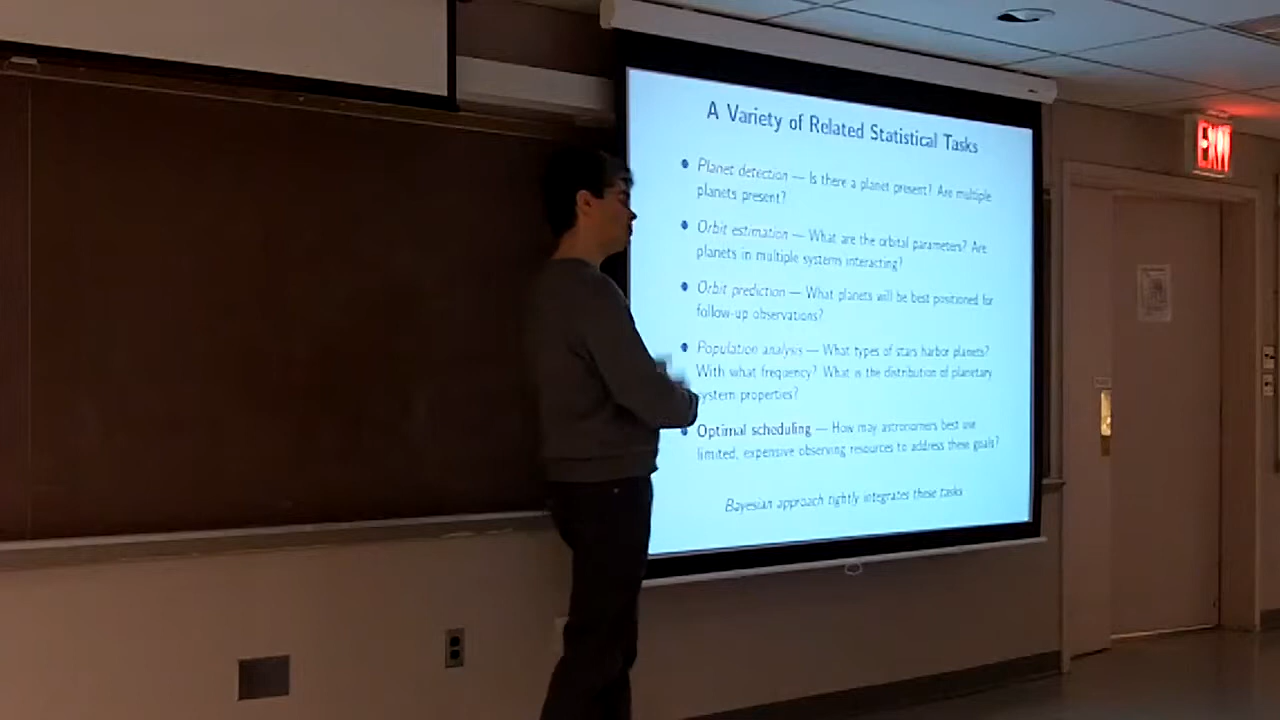 A Variety of Related Statistical Tasks
• Planet detection — Is there a planet present? Are multiple
planets present?
• Orbit estimation — What are the orbital parameters? Are
planets in multiple systems interacting?
• Orbit prediction — What planets will be best positioned for
follow-up observations?
• Population analysis — What types of stars harbor planets?
With what frequency? What is the distribution of planetary
system properties?
• Optimal scheduling — How may astronomers best use
limited, expensive observing resources to address these goals?
Bayesian approach tightly integrates these tasks
EXIT